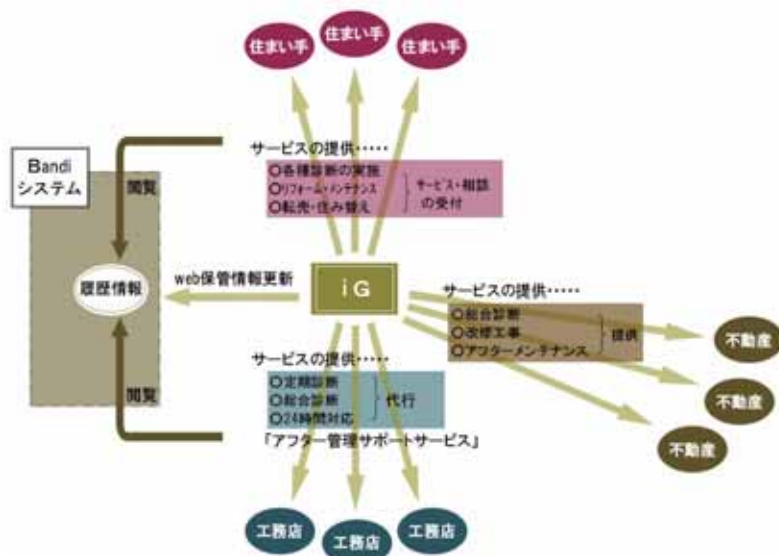 住まい手
住まい手
住まい手
サービスの提供‥‥‥
○各種診断の実施
○リフォーム・メンテナンス
○転売・住み替え
サービス・相談
の受付
Bandi
システム
閲覧
履歴情報
web保管情報更新
iG
サービスの提供‥‥‥
○総合診断
○改修工事
○アフターメンテナンス
提供
不動産
不動産
不動産
サービスの提供‥‥‥
○定期診断
○総合診断
○24時間対応
代行
閲覧
「アフター管理サポートサービス」
工務店
工務店
工務店